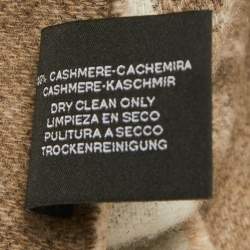 % CASHMERE-CACHEMIRA
CASHMERE-KASCHMIR
DRY CLEAN ONLY
LIMPIEZA EN SECO
PULITURA A SECCO
TROCKENREINIGUNG